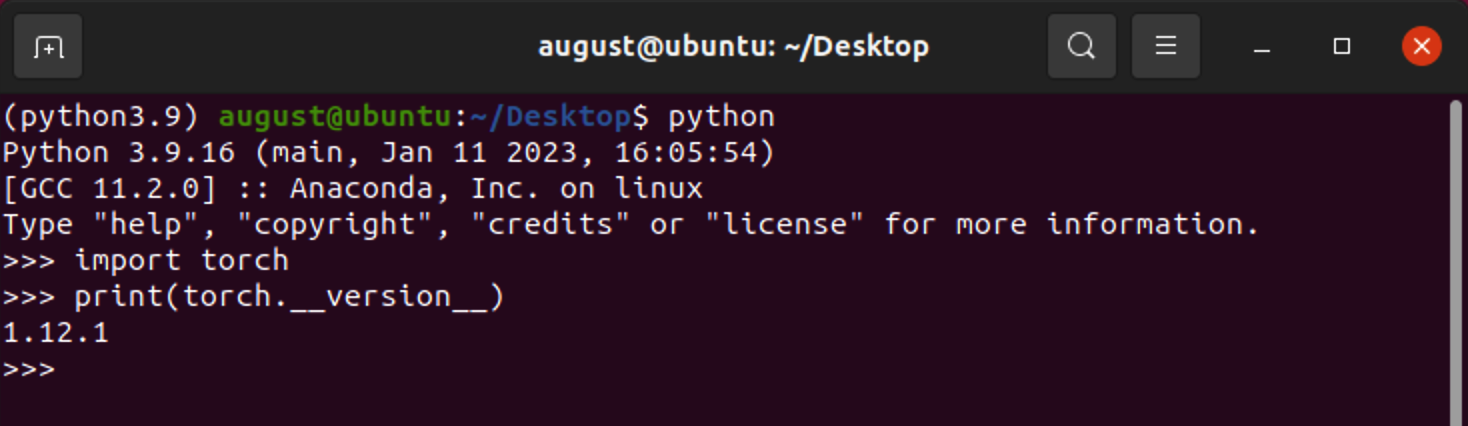 august@ubuntu: ~/Desktop
(python3.9) august@ubuntu:~/Desktop$ python
Python 3.9.16 (main, Jan 11 2023, 16:05:54)
[GCC 11.2.0] :: Anaconda, Inc. on linux
Type "help", "copyright", "credits" or "license" for more information.
>>> import torch
>>> print(torch.__version__)
1.12.1
>>>